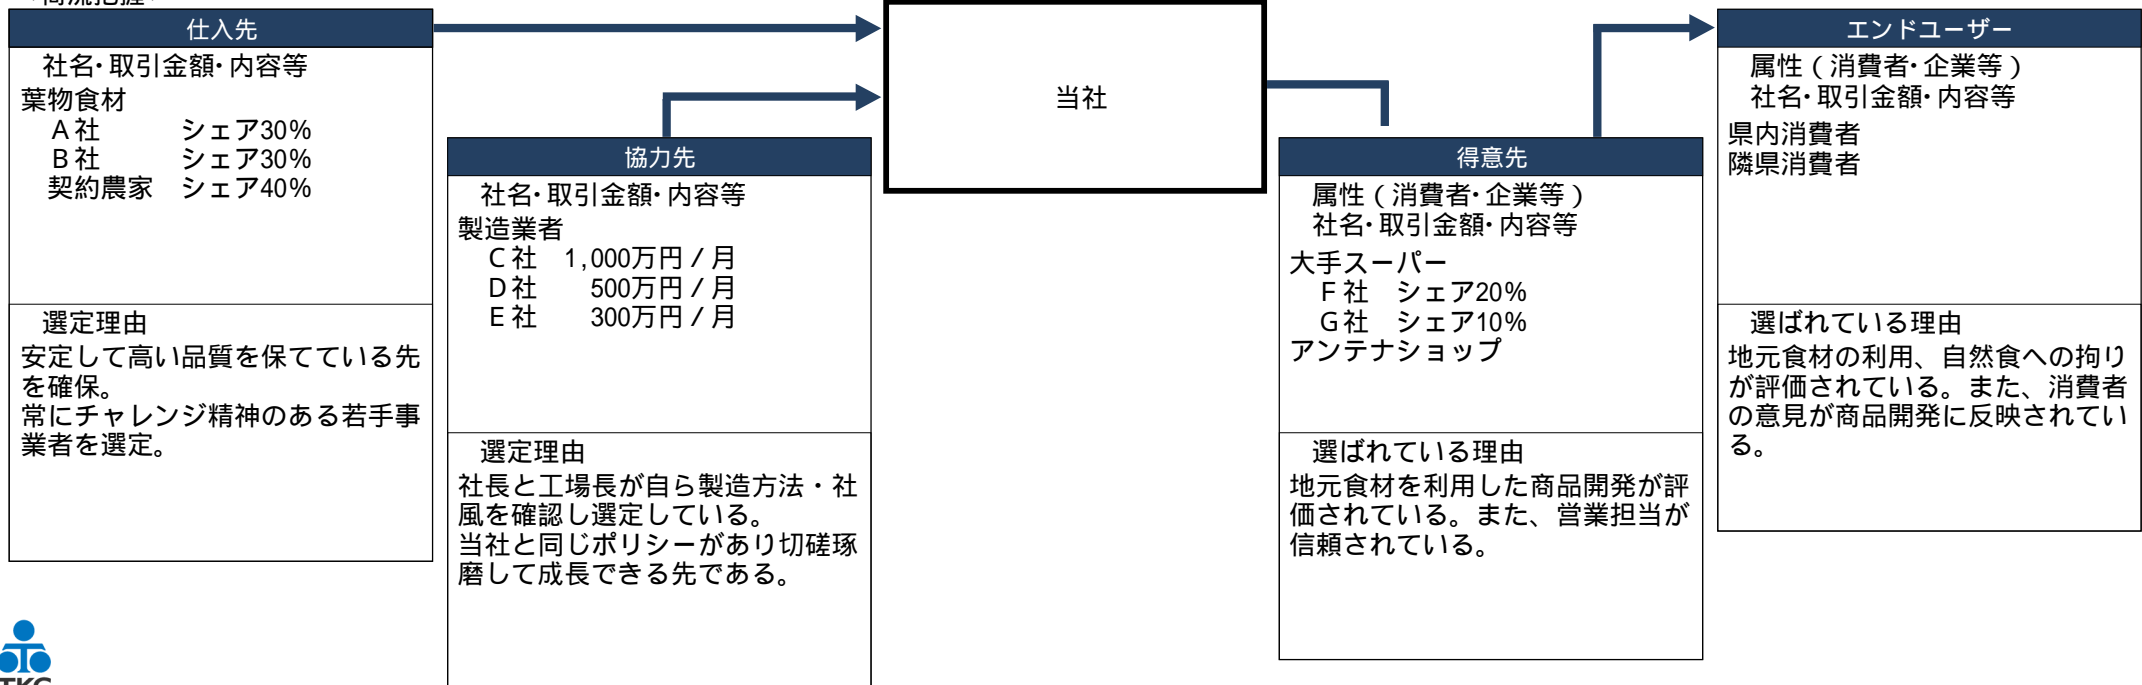 仕入先
社名・取引金額・内容等
葉物食材
A社 シェア30%
B社 シェア30%
契約農家 シェア40%
選定理由
安定して高い品質を保てている先
を確保。
常にチャレンジ精神のある若手事
業者を選定。
協力先
社名・取引金額・内容等
製造業者
C社 1,000万円/月
D社 500万円/月
E社 300万円/月
選定理由
社長と工場長が自ら製造方法・社
風を確認し選定している。
当社と同じポリシーがあり切磋琢
磨して成長できる先である。
当社
得意先
属性(消費者・企業等)
社名・取引金額・内容等
大手スーパー
F社 シェア20%
G社 シェア10%
アンテナショップ
選ばれている理由
地元食材を利用した商品開発が評
価されている。また、営業担当が
信頼されている。
エンドユーザー
属性(消費者・企業等)
社名・取引金額・内容等
県内消費者
隣県消費者
選ばれている理由
地元食材の利用、自然食への拘り
が評価されている。また、消費者
の意見が商品開発に反映されてい
る。